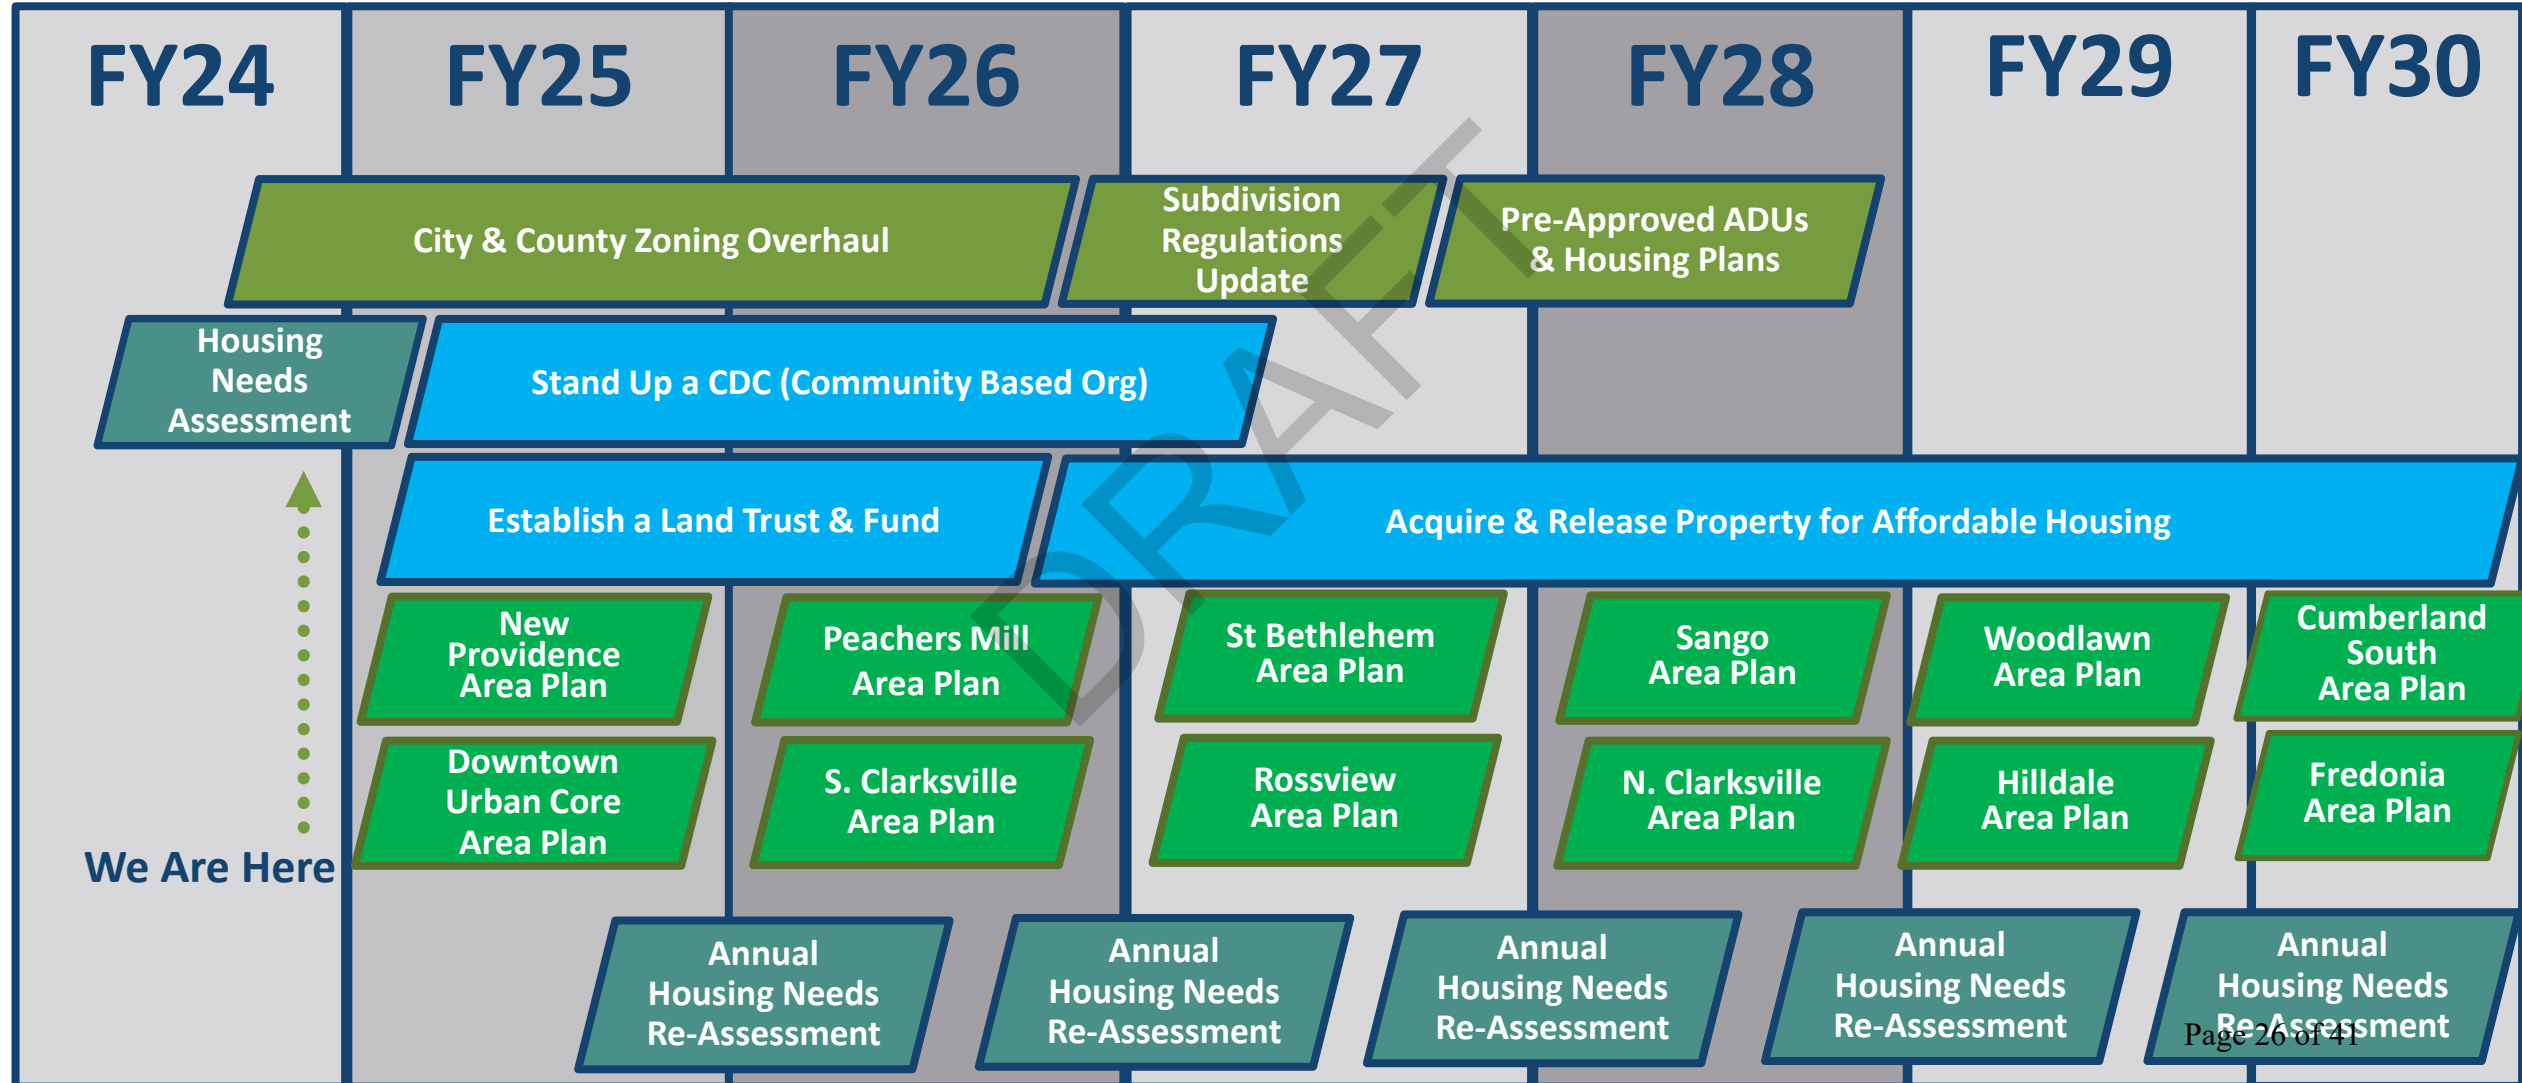 FY24
FY25
FY26
FY27
FY28
FY29
FY30
City & County Zoning Overhaul
Subdivision
Regulations
Update
Pre-Approved ADUs
& Housing Plans
Housing
Needs
Assessment
Stand Up a CDC (Community Based Org)
Establish a Land Trust & Fund
Acquire & Release Property for Affordable Housing
New
Providence
Area Plan
Peachers Mill
Area Plan
St Bethlehem
Area Plan
Sango
Area Plan
Woodlawn
Area Plan
Cumberland
South
Area Plan
Downtown
Urban Core
Area Plan
S. Clarksville
Area Plan
Rossview
Area Plan
N. Clarksville
Area Plan
Hilldale
Area Plan
Fredonia
Area Plan
We Are Here
Annual
Housing Needs
Re-Assessment
Annual
Housing Needs
Re-Assessment
Annual
Housing Needs
Re-Assessment
Annual
Housing Needs
Re-Assessment
Annual
Housing Needs
Re-Assessment
Page 26 of 41
DRAFT